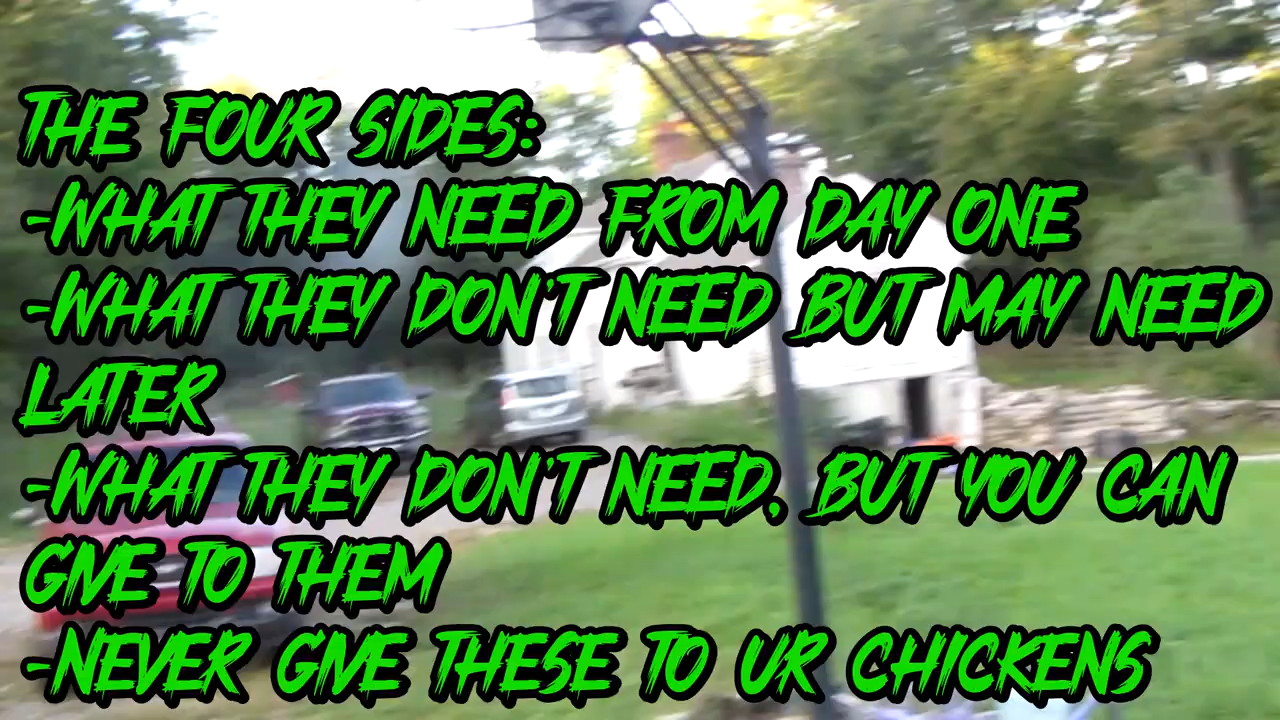 THE FOUR SIDES:
-WHAT THEY NEED FROM DAY ONE
-WHAT THEY DON'T NEED BUT MAY NEED
LATER
-WHAT THEY DON'T NEED. BUT YOU CAN
GIVE TO THEM
-NEVER GIVE THESE TO UR CHICKENS